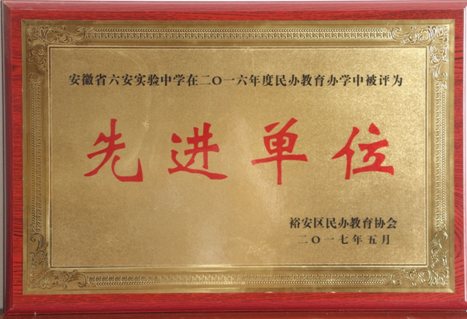 安徽省六安实验中学在二〇一六年度民办教育办学中被评为
先进单位
裕安区民办教育协会
二〇一七年五月